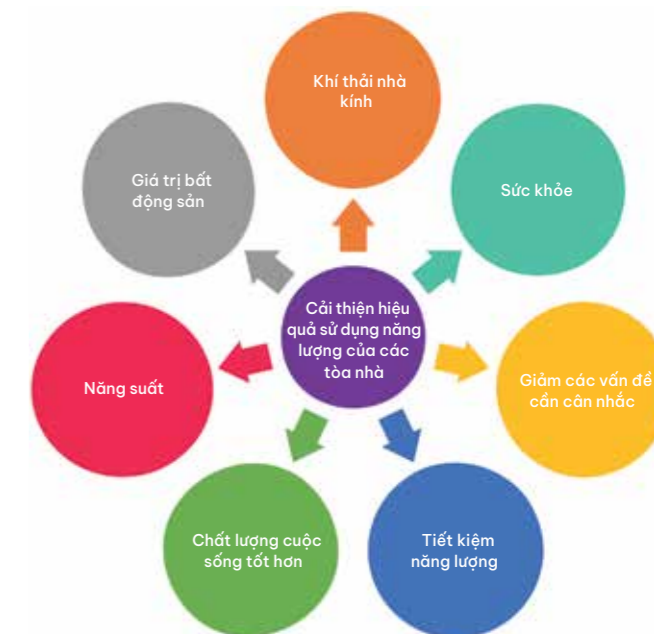 Khí thải nhà
kính
Giá trị bất
động sản
Sức khỏe
Cải thiện hiệu
quả sử dụng năng
lượng của các
tòa nhà
Năng suất
Giảm các vấn đề
cần cân nhắc
Chất lượng cuộc
sống tốt hơn
Tiết kiệm
năng lượng